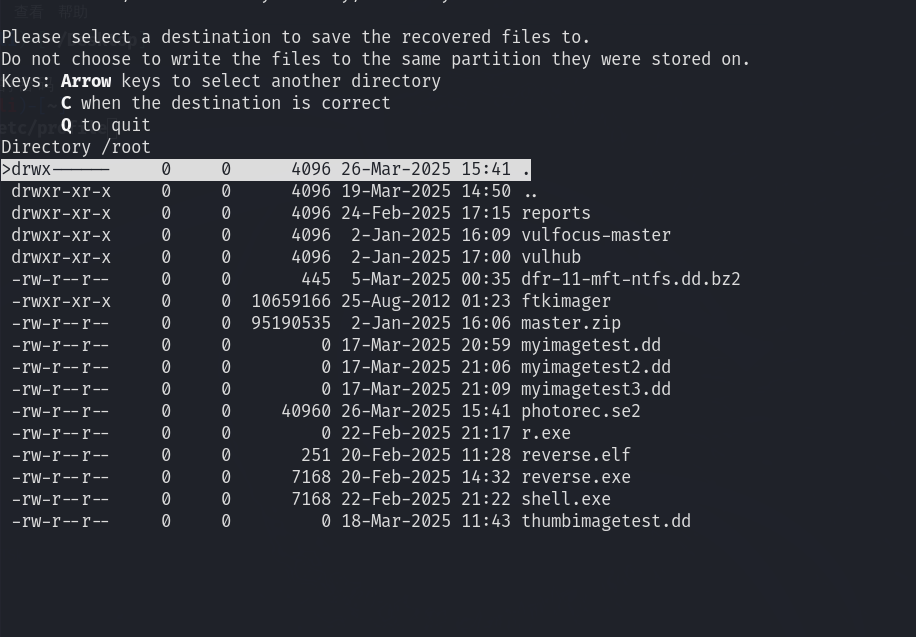 查看 帮助
Please select a destination to save the recovered files to.
Do not choose to write the files to the same partition they were stored on.
Keys: Arrow keys to select another directory
C when the destination is correct
Q to quit
Directory /root
>drwx------ 0 0 4096 26-Mar-2025 15:41 .
drwxr-xr-x 0 0 4096 19-Mar-2025 14:50 ..
drwxr-xr-x 0 0 4096 24-Feb-2025 17:15 reports
drwxr-xr-x 0 0 4096 2-Jan-2025 16:09 vulfocus-master
drwxr-xr-x 0 0 4096 2-Jan-2025 17:00 vulhub
-rw-r--r-- 0 0 445 5-Mar-2025 00:35 dfr-11-mft-ntfs.dd.bz2
-rwxr-xr-x 0 0 10659166 25-Aug-2012 01:23 ftkimager
-rw-r--r-- 0 0 95190535 2-Jan-2025 16:06 master.zip
-rw-r--r-- 0 0 0 17-Mar-2025 20:59 myimagetest.dd
-rw-r--r-- 0 0 0 17-Mar-2025 21:06 myimagetest2.dd
-rw-r--r-- 0 0 0 17-Mar-2025 21:09 myimagetest3.dd
-rw-r--r-- 0 0 40960 26-Mar-2025 15:41 photorec.se2
-rw-r--r-- 0 0 0 22-Feb-2025 21:17 r.exe
-rw-r--r-- 0 0 251 20-Feb-2025 11:28 reverse.elf
-rw-r--r-- 0 0 7168 20-Feb-2025 14:32 reverse.exe
-rw-r--r-- 0 0 7168 22-Feb-2025 21:22 shell.exe
-rw-r--r-- 0 0 0 18-Mar-2025 11:43 thumbimagetest.dd